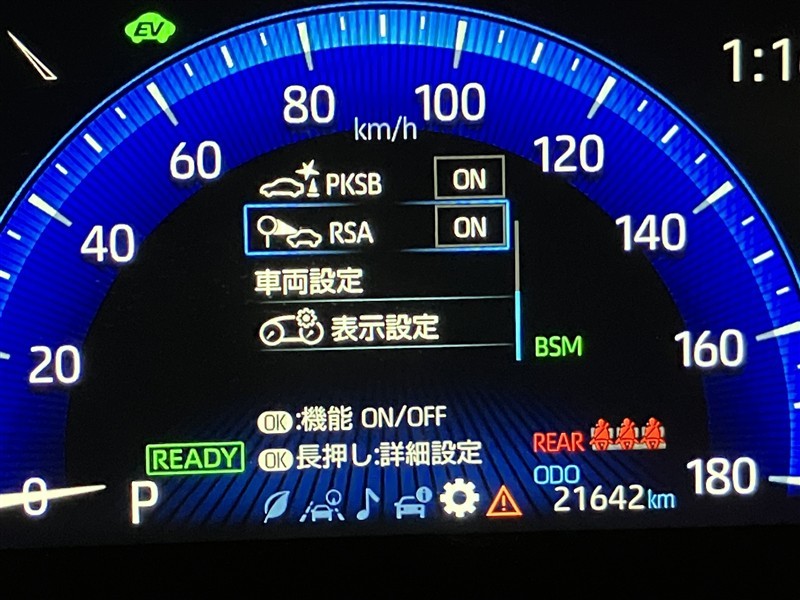 EV
80
100
km/h
60
120
PKSB ON
40
RSA ON
140
車両設定
表示設定
20
BSM
160
OK:機能 ON/OFF
READY
OK長押し:詳細設定
REAR
0
P
ODO
21642km
180